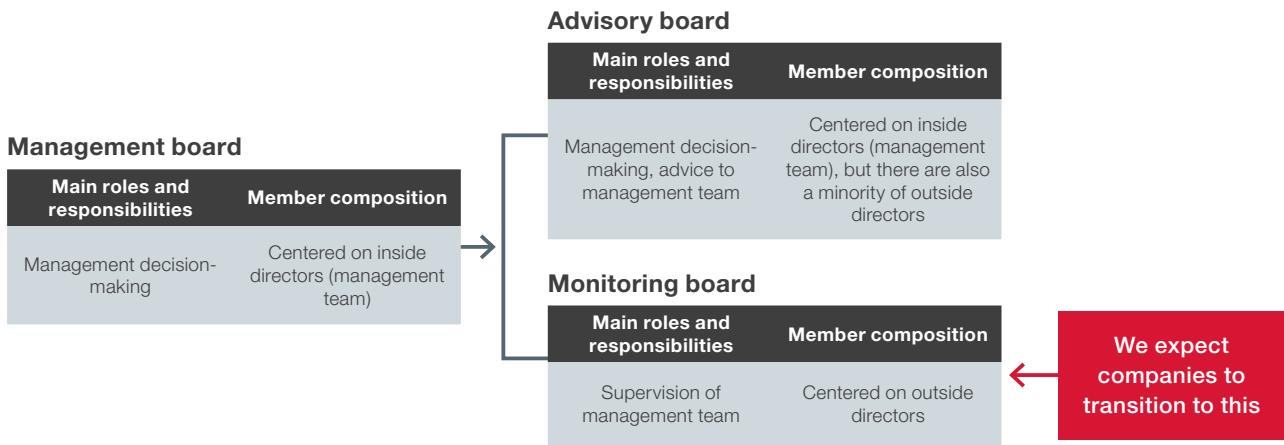 Management board
Main roles and
responsibilities
Member composition
Management decision-
making
Centered on inside
directors (management
team)
Advisory board
Main roles and
responsibilities
Member composition
Management decision-
making, advice to
management team
Centered on inside
directors (management
team), but there are also
a minority of outside
directors
Monitoring board
Main roles and
responsibilities
Member composition
Supervision of
management team
Centered on outside
directors
We expect
companies to
transition to this